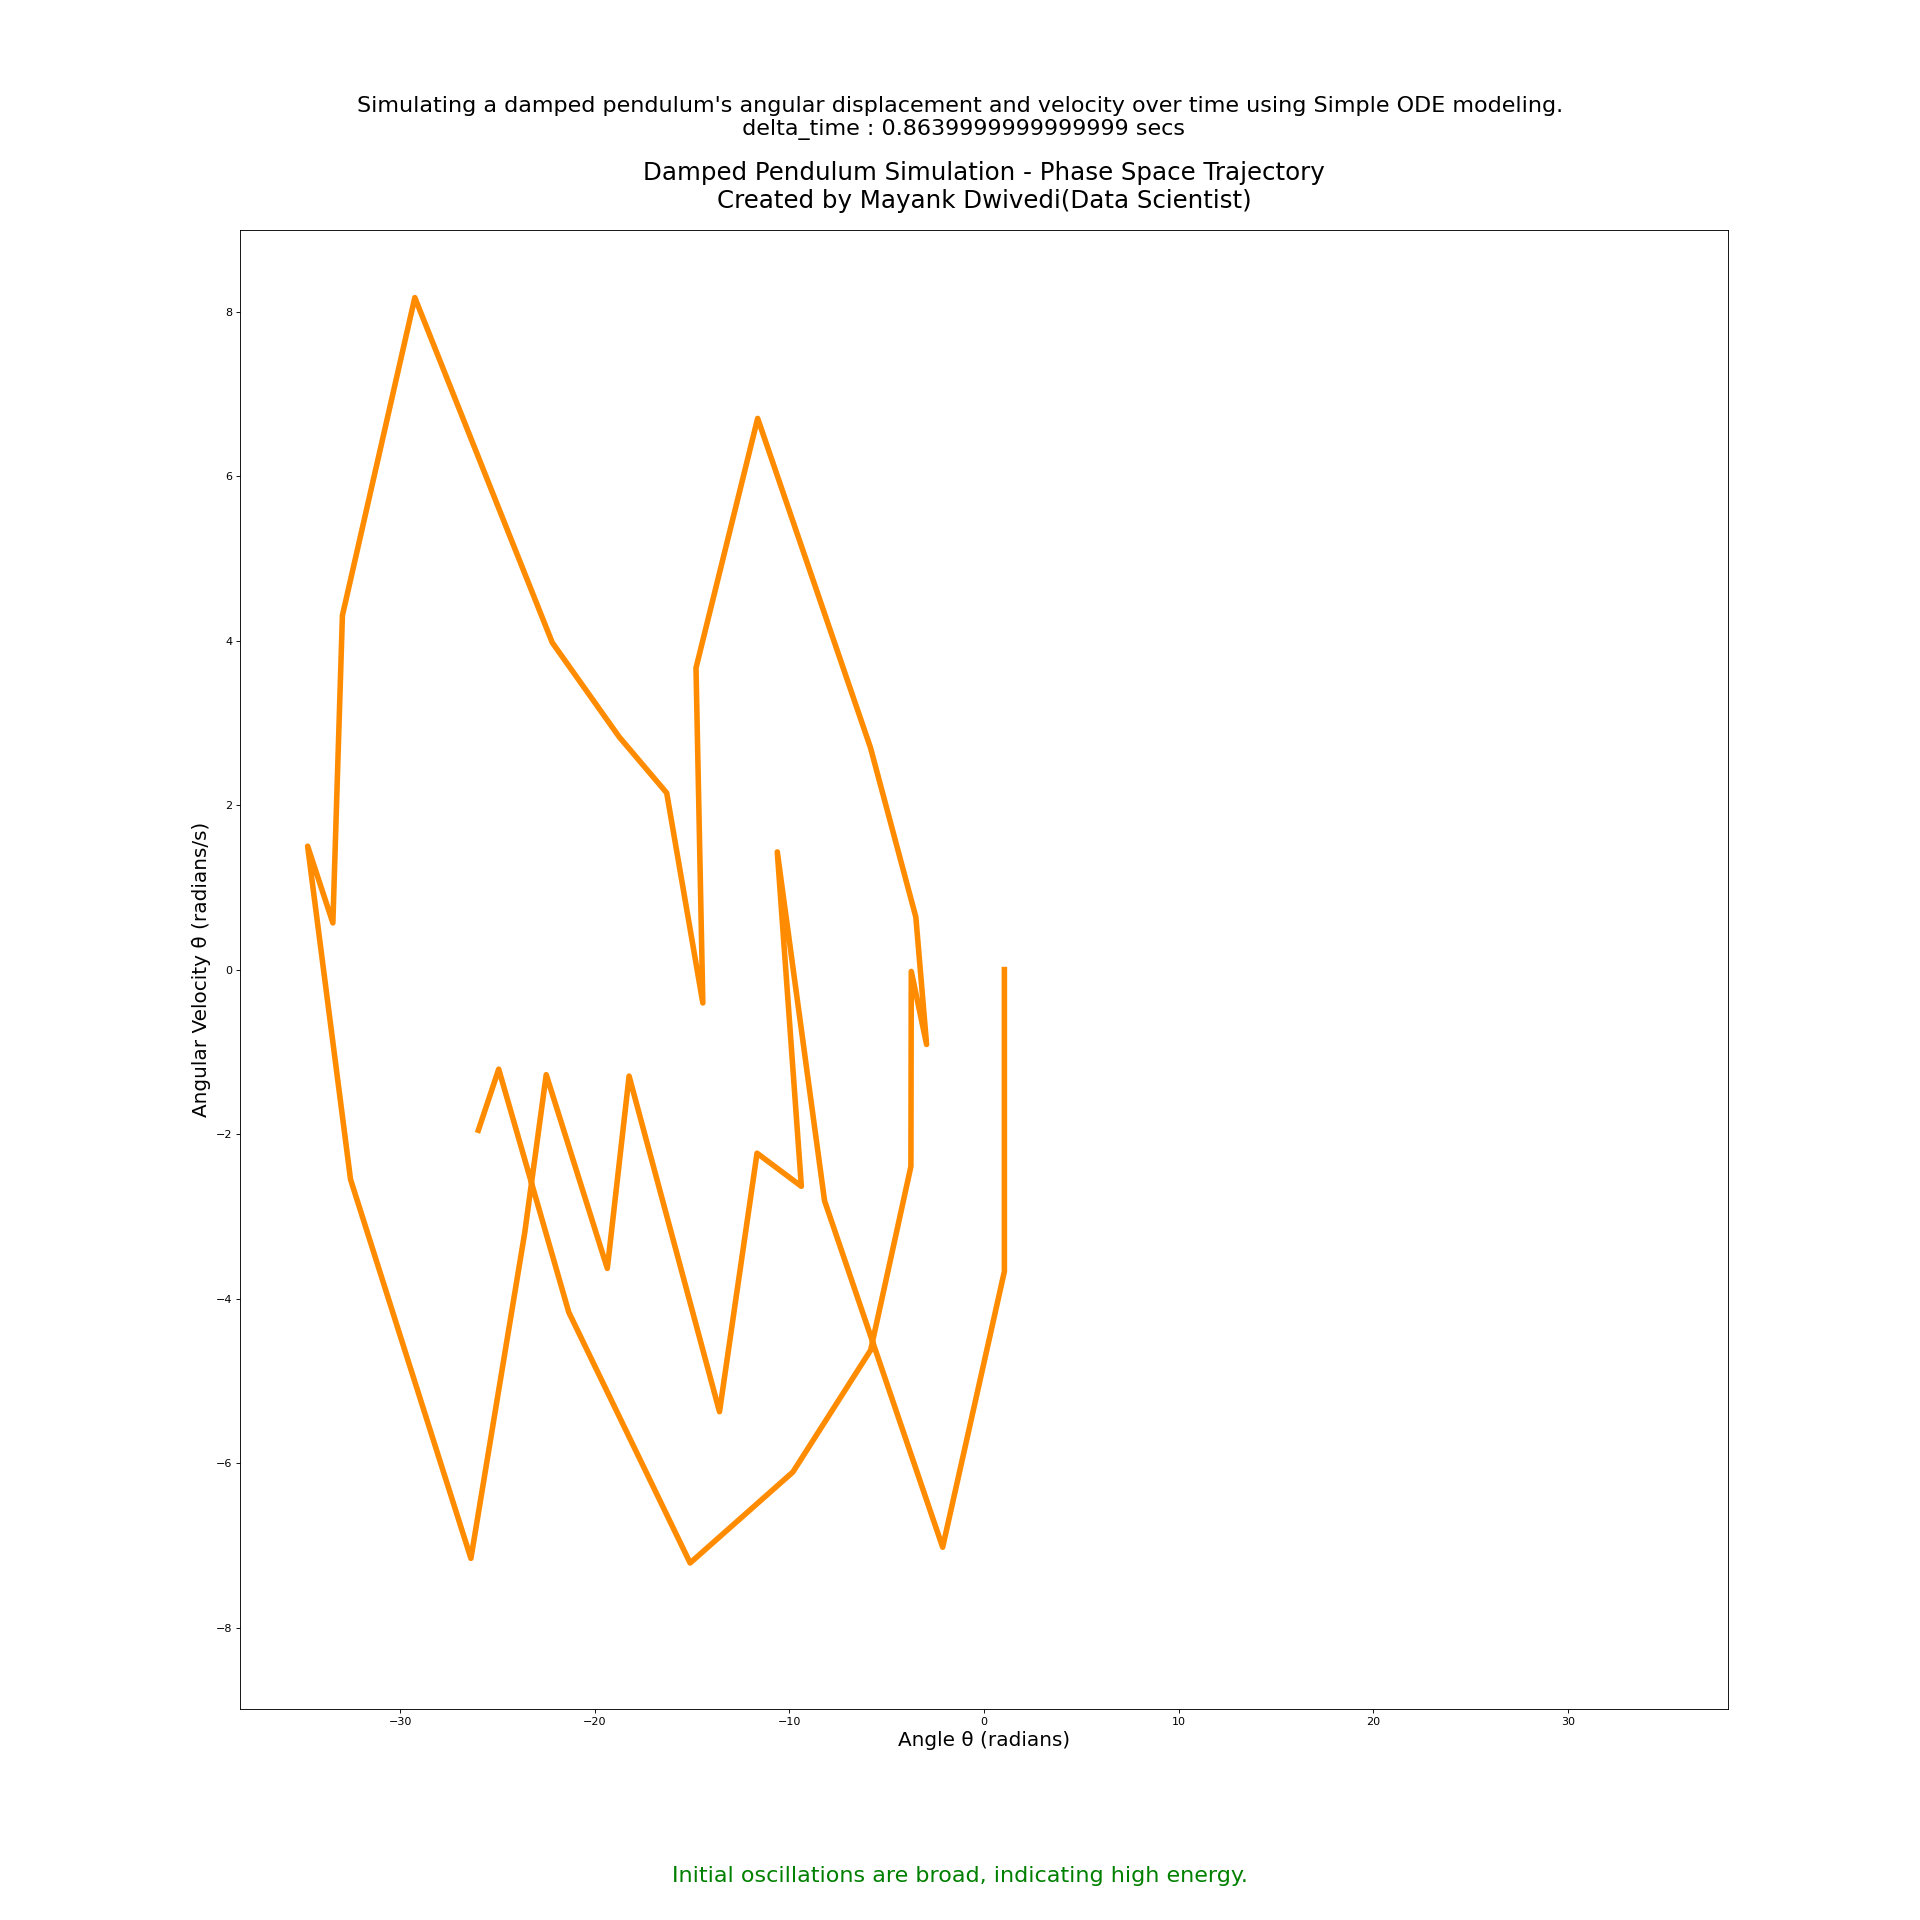 Simulating a damped pendulum's angular displacement and velocity over time using Simple ODE modeling.
delta_time : 0.8639999999999999 secs
Damped Pendulum Simulation - Phase Space Trajectory
Created by Mayank Dwivedi(Data Scientist)
8
6
4
2
0
−2
−4
−6
−8
Angular Velocity θ (radians/s)
−30
−20
−10
0
10
20
30
Angle θ (radians)
Initial oscillations are broad, indicating high energy.